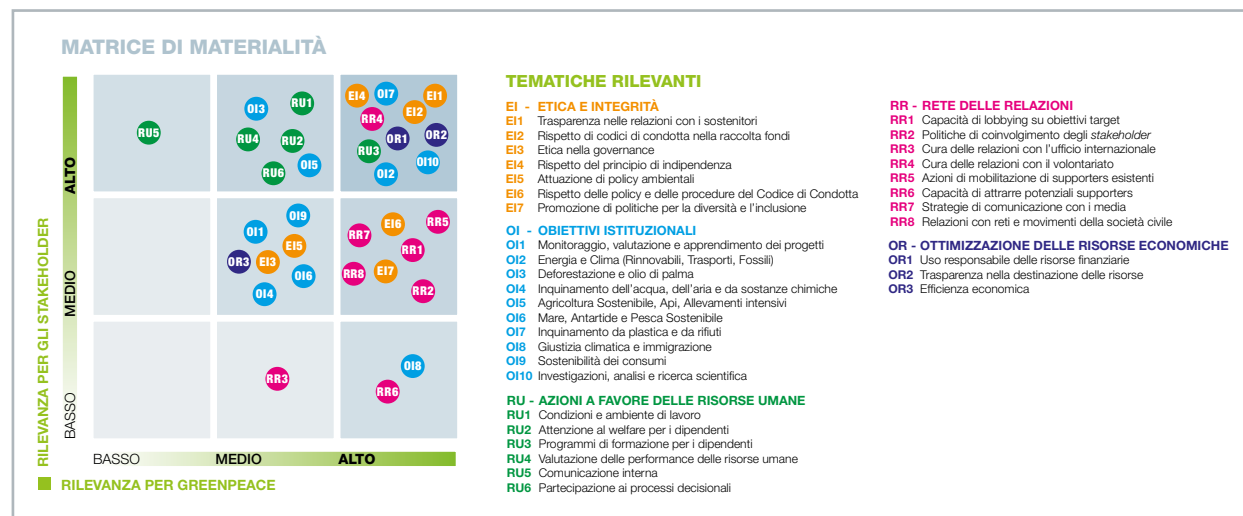 MATRICE DI MATERIALITÀ
RILEVANZA PER GLI STAKEHOLDER
ALTO
MEDIO
BASSO
RU5
OI3
RU1
RU4
RU2
OI5
RU6
EI4
OI7
EI1
RR4
EI2
OR1
OR2
RU3
OI10
OI2
OI9
OI1
EI5
OR3
EI3
OI6
OI4
RR5
EI6
RR7
RR1
RR8
EI7
RR2
RR3
OI8
RR6
BASSO
MEDIO
ALTO
RILEVANZA PER GREENPEACE
TEMATICHE RILEVANTI
EI - ETICA E INTEGRITÀ
EI1 Trasparenza nelle relazioni con i sostenitori
EI2 Rispetto di codici di condotta nella raccolta fondi
EI3 Etica nella governance
EI4 Rispetto del principio di indipendenza
EI5 Attuazione di policy ambientali
EI6 Rispetto delle policy e delle procedure del Codice di Condotta
EI7 Promozione di politiche per la diversità e l'inclusione
OI - OBIETTIVI ISTITUZIONALI
OI1 Monitoraggio, valutazione e apprendimento dei progetti
OI2 Energia e Clima (Rinnovabili, Trasporti, Fossili)
OI3 Deforestazione e olio di palma
OI4 Inquinamento dell'acqua, dell'aria e da sostanze chimiche
OI5 Agricoltura Sostenibile, Api, Allevamenti intensivi
OI6 Mare, Antartide e Pesca Sostenibile
OI7 Inquinamento da plastica e da rifiuti
OI8 Giustizia climatica e immigrazione
OI9 Sostenibilità dei consumi
OI10 Investigazioni, analisi e ricerca scientifica
RU - AZIONI A FAVORE DELLE RISORSE UMANE
RU1 Condizioni e ambiente di lavoro
RU2 Attenzione al welfare per i dipendenti
RU3 Programmi di formazione per i dipendenti
RU4 Valutazione delle performance delle risorse umane
RU5 Comunicazione interna
RU6 Partecipazione ai processi decisionali
RR - RETE DELLE RELAZIONI
RR1 Capacità di lobbying su obiettivi target
RR2 Politiche di coinvolgimento degli stakeholder
RR3 Cura delle relazioni con l'ufficio internazionale
RR4 Cura delle relazioni con il volontariato
RR5 Azioni di mobilitazione di supporters esistenti
RR6 Capacità di attrarre potenziali supporters
RR7 Strategie di comunicazione con i media
RR8 Relazioni con reti e movimenti della società civile
OR - OTTIMIZZAZIONE DELLE RISORSE ECONOMICHE
OR1 Uso responsabile delle risorse finanziarie
OR2 Trasparenza nella destinazione delle risorse
OR3 Efficienza economica